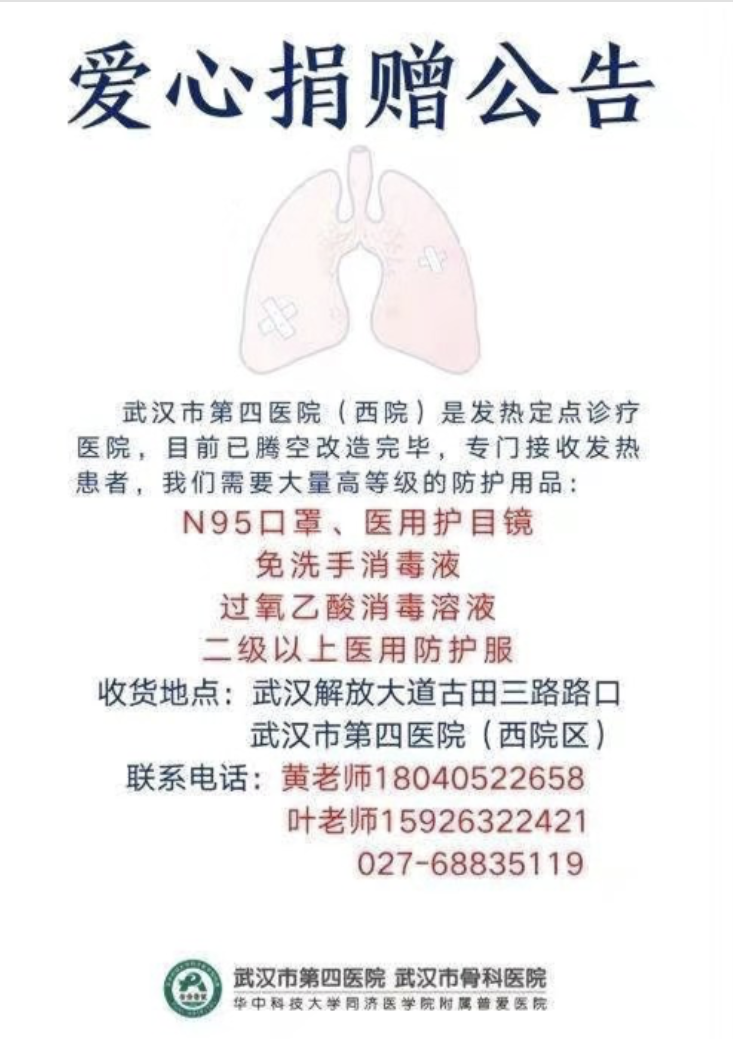 爱心捐赠公告
武汉市第四医院（西院）是发热定点诊疗
医院，目前已腾空改造完毕，专门接收发热
患者，我们需要大量高等级的防护用品：
N95口罩、医用护目镜
免洗手消毒液
过氧乙酸消毒溶液
二级以上医用防护服
收货地点：武汉解放大道古田三路路口
武汉市第四医院（西院区）
联系电话：黄老师18040522658
叶老师15926322421
027-68835119
武汉市第四医院 武汉市骨科医院
华中科技大学同济医学院附属普爱医院